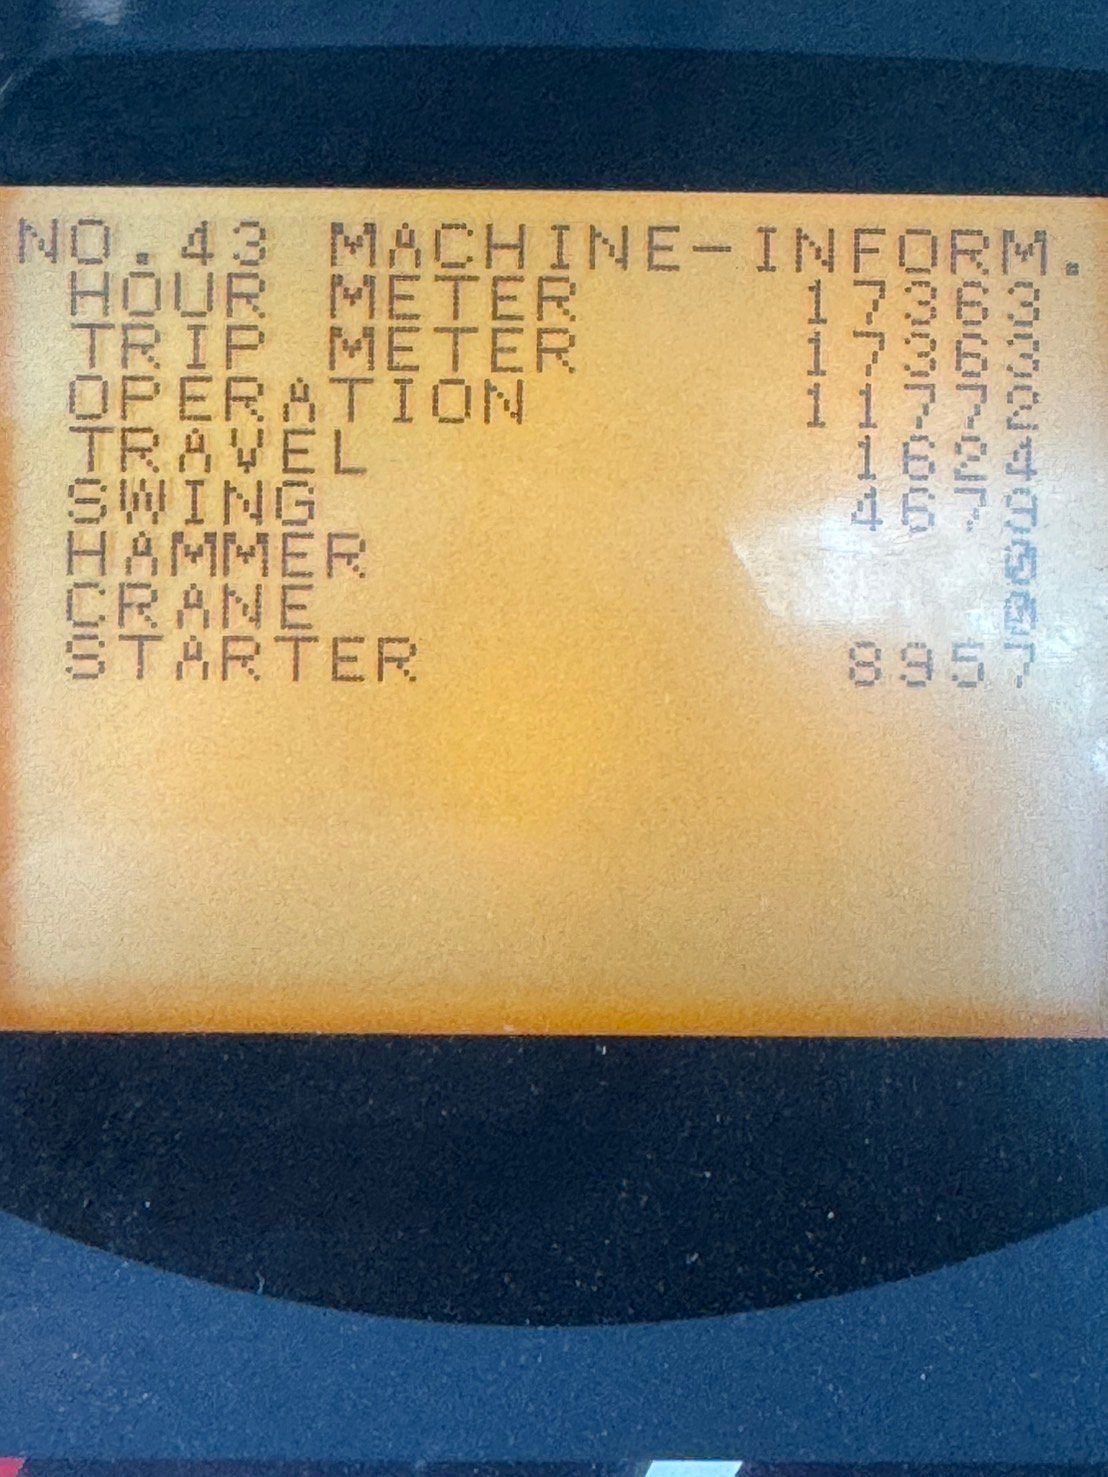 NO.43 MACHINE-INFORM.
HOUR METER 17363
TRIP METER 17363
OPERATION 11772
TRAVEL 1624
SWING
HAMMER
CRANE
STARTER 8957